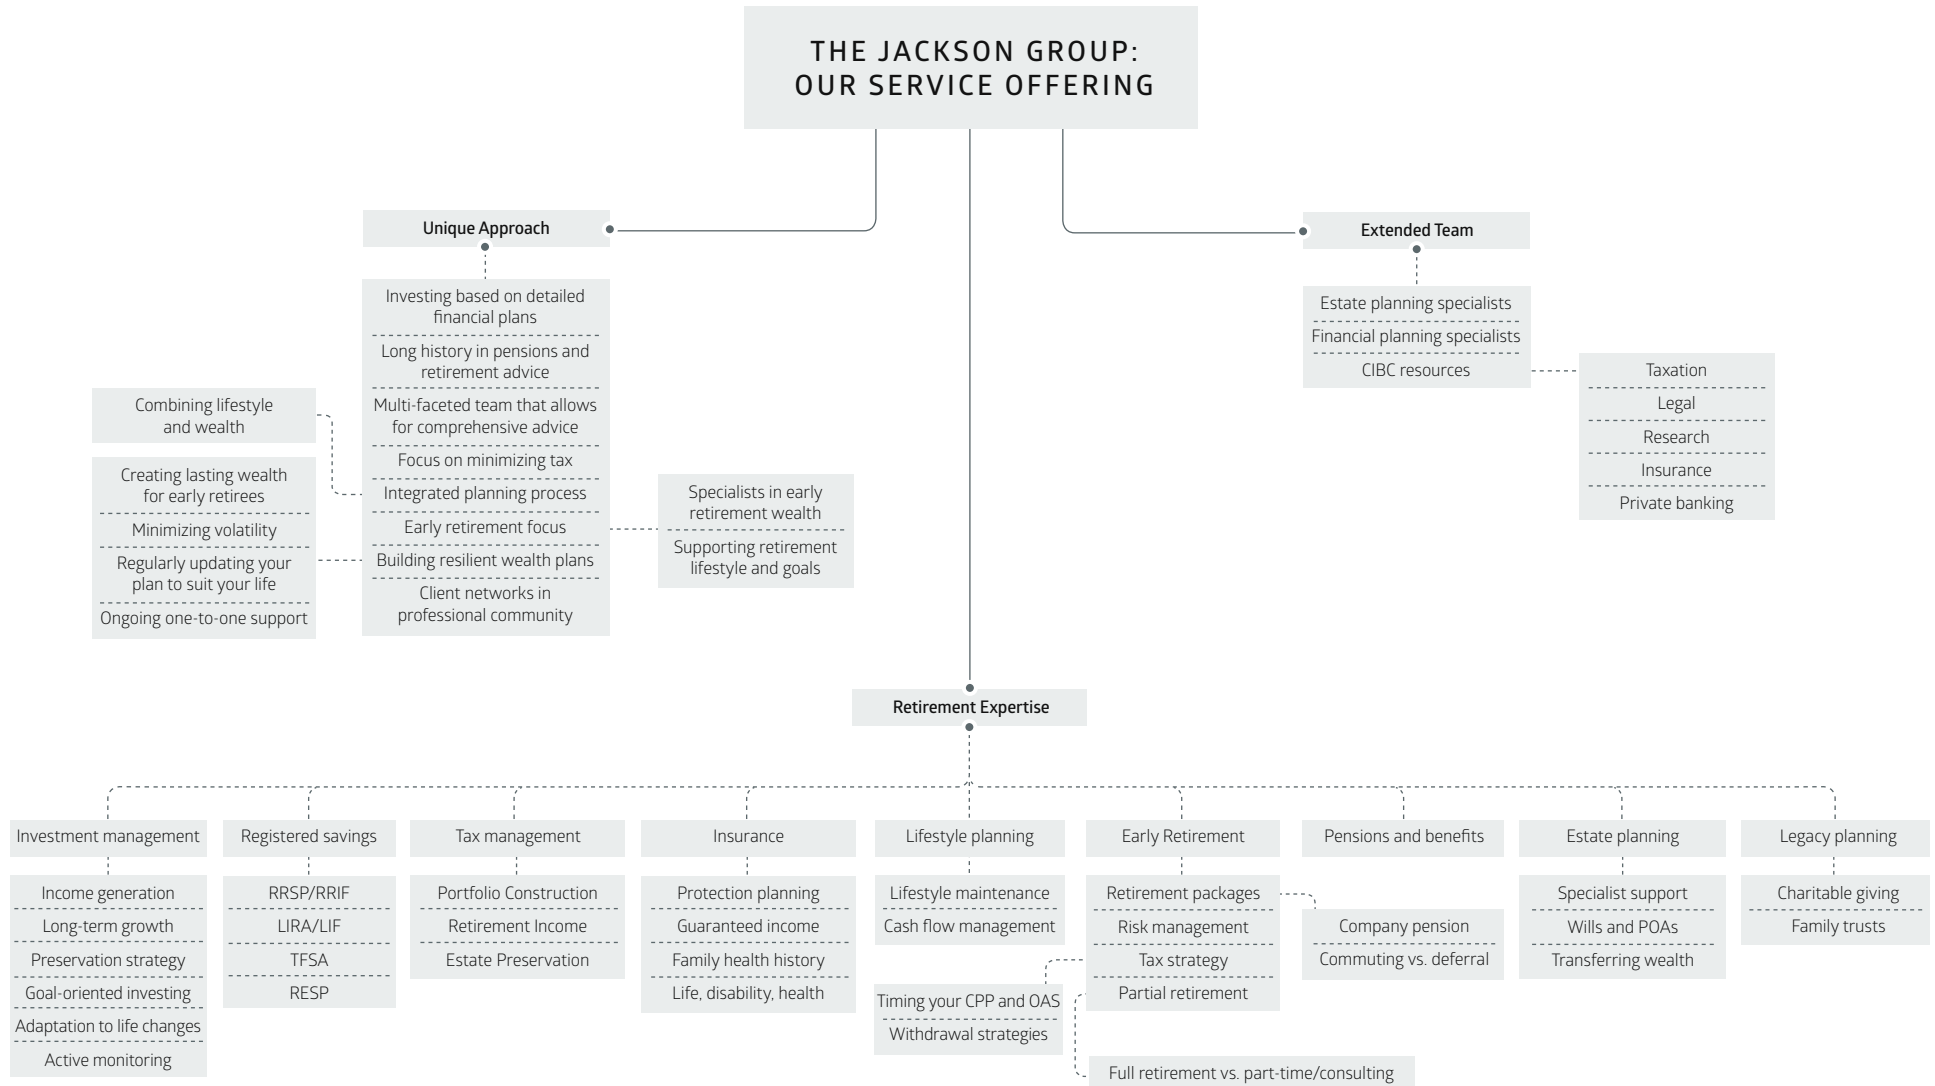 THE JACKSON GROUP:
OUR SERVICE OFFERING
Unique Approach
Investing based on detailed
financial plans
Long history in pensions and
retirement advice
Multi-faceted team that allows
for comprehensive advice
Focus on minimizing tax
Integrated planning process
Early retirement focus
Building resilient wealth plans
Client networks in
professional community
Combining lifestyle
and wealth
Creating lasting wealth
for early retirees
Minimizing volatility
Regularly updating your
plan to suit your life
Ongoing one-to-one support
Specialists in early
retirement wealth
Supporting retirement
lifestyle and goals
Extended Team
Estate planning specialists
Financial planning specialists
CIBC resources
Taxation
Legal
Research
Insurance
Private banking
Retirement Expertise
Investment management
Income generation
Long-term growth
Preservation strategy
Goal-oriented investing
Adaptation to life changes
Active monitoring
Registered savings
RRSP/RRIF
LIRA/LIF
TFSA
RESP
Tax management
Portfolio Construction
Retirement Income
Estate Preservation
Insurance
Protection planning
Guaranteed income
Family health history
Life, disability, health
Lifestyle planning
Lifestyle maintenance
Cash flow management
Early Retirement
Retirement packages
Risk management
Tax strategy
Partial retirement
Timing your CPP and OAS
Withdrawal strategies
Full retirement vs. part-time/consulting
Pensions and benefits
Company pension
Commuting vs. deferral
Estate planning
Specialist support
Wills and POAs
Transferring wealth
Legacy planning
Charitable giving
Family trusts